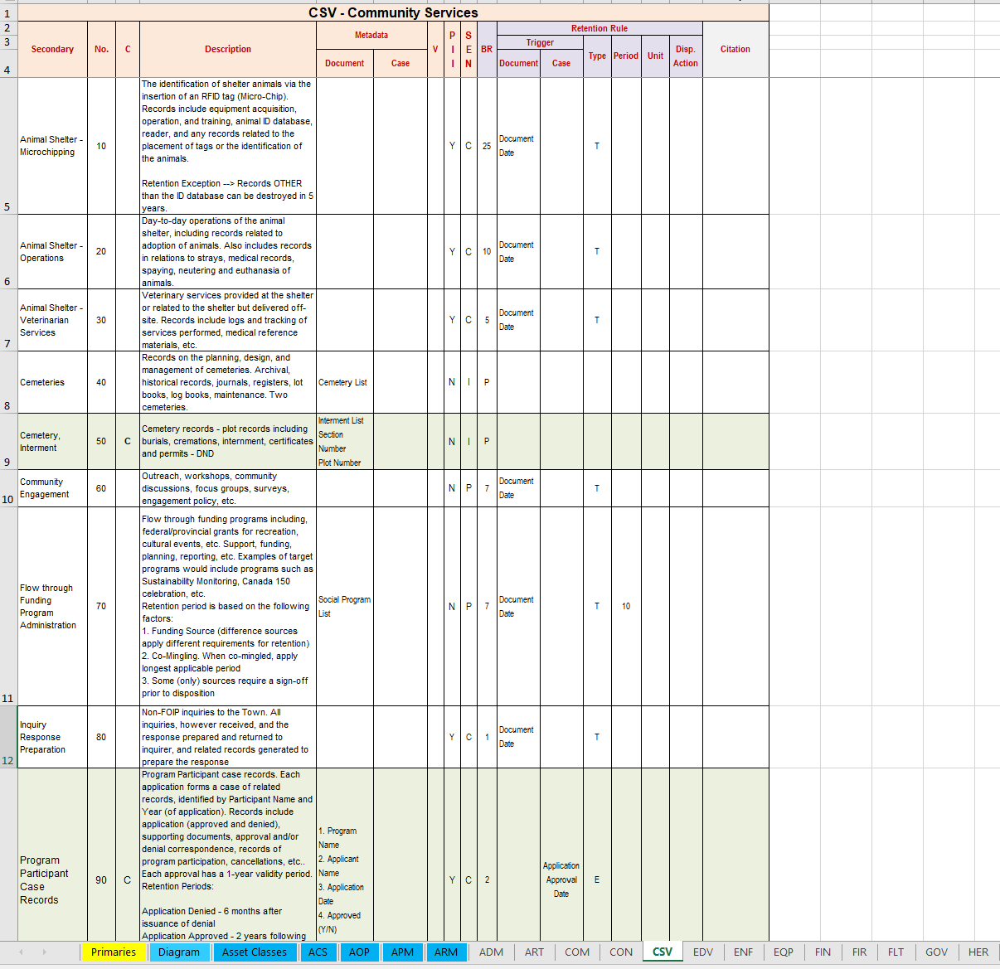 1
CSV - Community Services
2
3
4
Secondary
No.
C
Description
Metadata
Document
Case
V
P
I
I
S
E
N
BR
Retention Rule
Trigger
Document
Case
Type
Period
Unit
Disp.
Action
Citation
5
Animal Shelter -
Microchipping
10
The identification of shelter animals via the
insertion of an RFID tag (Micro-Chip).
Records include equipment acquisition,
operation, and training, animal ID database,
reader, and any records related to the
placement of tags or the identification of
the animals.
Retention Exception --> Records OTHER
than the ID database can be destroyed in 5
years.
Y
C
25
Document
Date
T
6
Animal Shelter -
Operations
20
Day-to-day operations of the animal
shelter, including records related to
adoption of animals. Also includes records
in relations to strays, medical records,
spaying, neutering and euthanasia of
animals.
Y
C
10
Document
Date
T
7
Animal Shelter -
Veterinarian
Services
30
Veterinary services provided at the shelter
or related to the shelter but delivered off-
site. Records include logs and tracking of
services performed, medical reference
materials, etc.
Y
C
5
Document
Date
T
8
Cemeteries
40
Records on the planning, design, and
management of cemeteries. Archival,
historical records, journals, registers, lot
books, log books, maintenance. Two
cemeteries.
Cemetery List
N
I
P
9
Cemetery,
Interment
50
C
Cemetery records - plot records including
burials, cremations, internment, certificates
and permits - DND
Interment List
Section
Number
Plot Number
N
I
P
10
Community
Engagement
60
Outreach, workshops, community
discussions, focus groups, surveys,
engagement policy, etc.
N
P
7
Document
Date
T
11
Flow through
Funding
Program
Administration
70
Flow through funding programs including,
federal/provincial grants for recreation,
cultural events, etc. Support, funding,
planning, reporting, etc. Examples of target
programs would include programs such as
Sustainability Monitoring, Canada 150
celebration, etc.
Retention period is based on the following
factors:
1. Funding Source (difference sources
apply different requirements for retention)
2. Co-Mingling. When co-mingled, apply
longest applicable period
3. Some (only) sources require a sign-off
prior to disposition
Social Program
List
N
P
7
Document
Date
T
10
12
Inquiry
Response
Preparation
80
Non-FOIP inquiries to the Town. All
inquiries, however received, and the
response prepared and returned to
inquirer, and related records generated to
prepare the response
Y
C
1
Document
Date
T
Program
Participant
Case
Records
90
C
Program Participant case records. Each
application forms a case of related
records, identified by Participant Name and
Year (of application). Records include
application (approved and denied),
supporting documents, approval and/or
denial correspondence, records of
program participation, cancellations, etc..
Each approval has a 1-year validity period.
Retention Periods:
Application Denied - 6 months after
issuance of denial
Application Approved - 2 years following
1. Program
Name
2. Applicant
Name
3. Application
Date
4. Approved
(Y/N)
Y
C
2
Application
Approval
Date
E
Primaries
Diagram
Asset Classes
ACS
AOP
APM
ARM
ADM
ART
COM
CON
CSV
EDV
ENF
EQP
FIN
FIR
FLT
GOV
HER